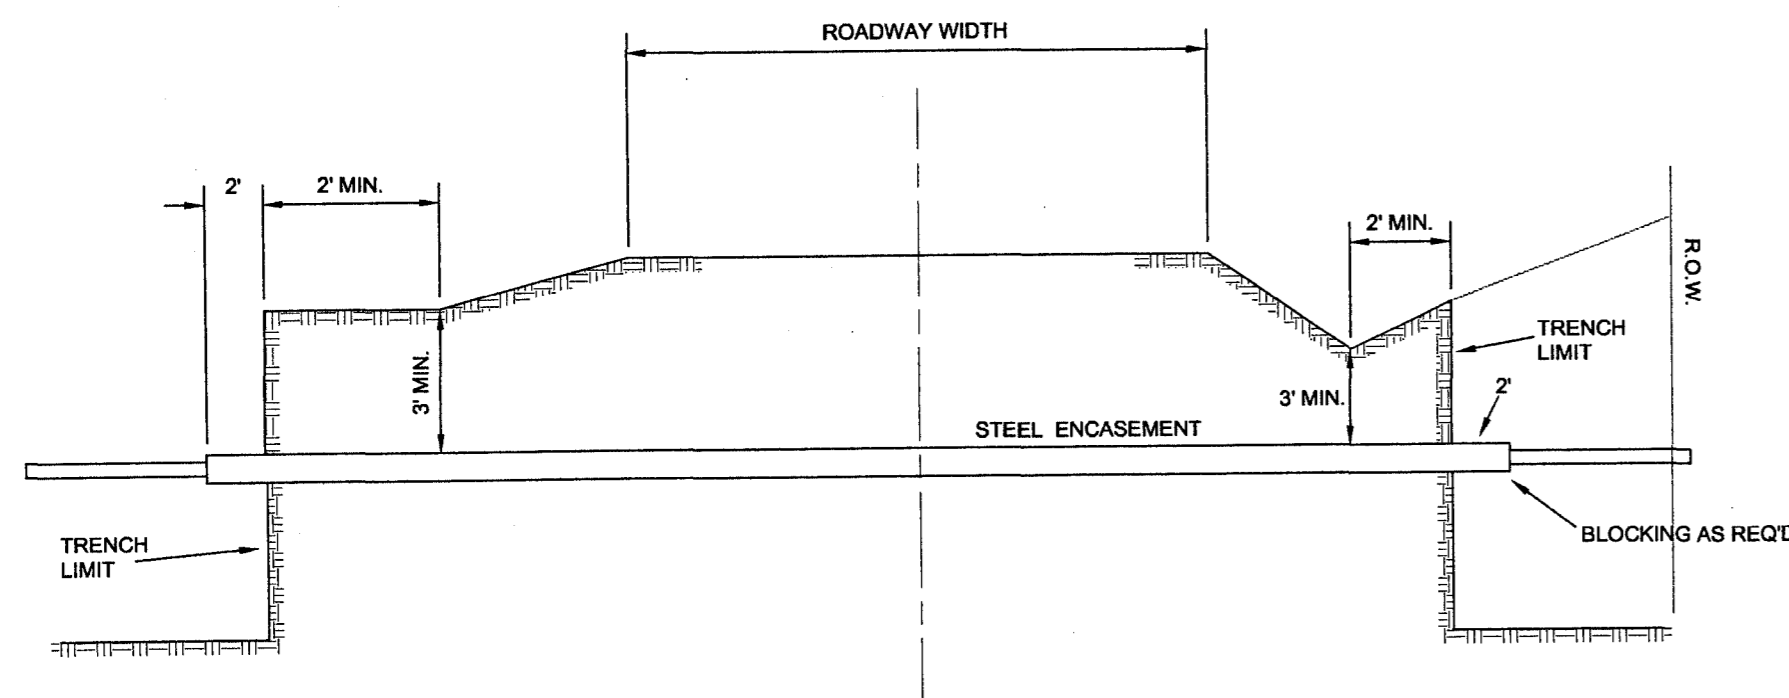 ROADWAY WIDTH
2'
2' MIN.
2' MIN.
R.O.W.
TRENCH
LIMIT
3' MIN.
3' MIN.
2'
STEEL ENCASEMENT
TRENCH
LIMIT
BLOCKING AS REQ'D